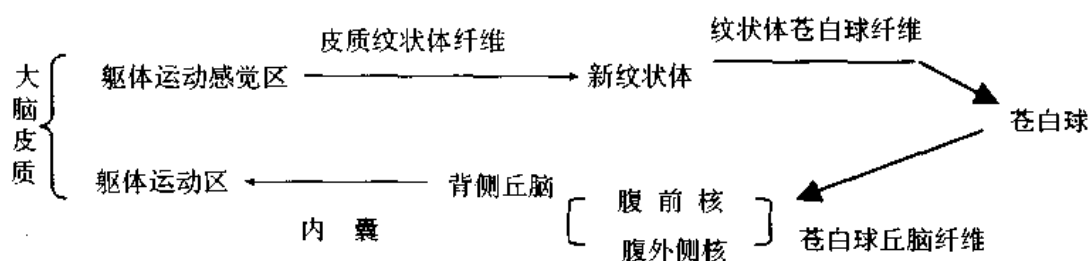 皮质纹状体纤维
纹状体苍白球纤维
大脑皮质
躯体运动感觉区
新纹状体
苍白球
躯体运动区
背侧丘脑
腹前核
腹外侧核
内囊
苍白球丘脑纤维